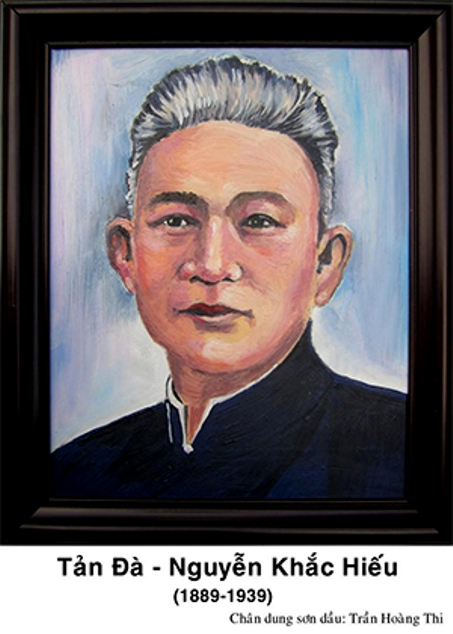 Tản Đà - Nguyễn Khắc Hiếu
(1889-1939)
Chân dung sơn dầu: Trần Hoàng Thi